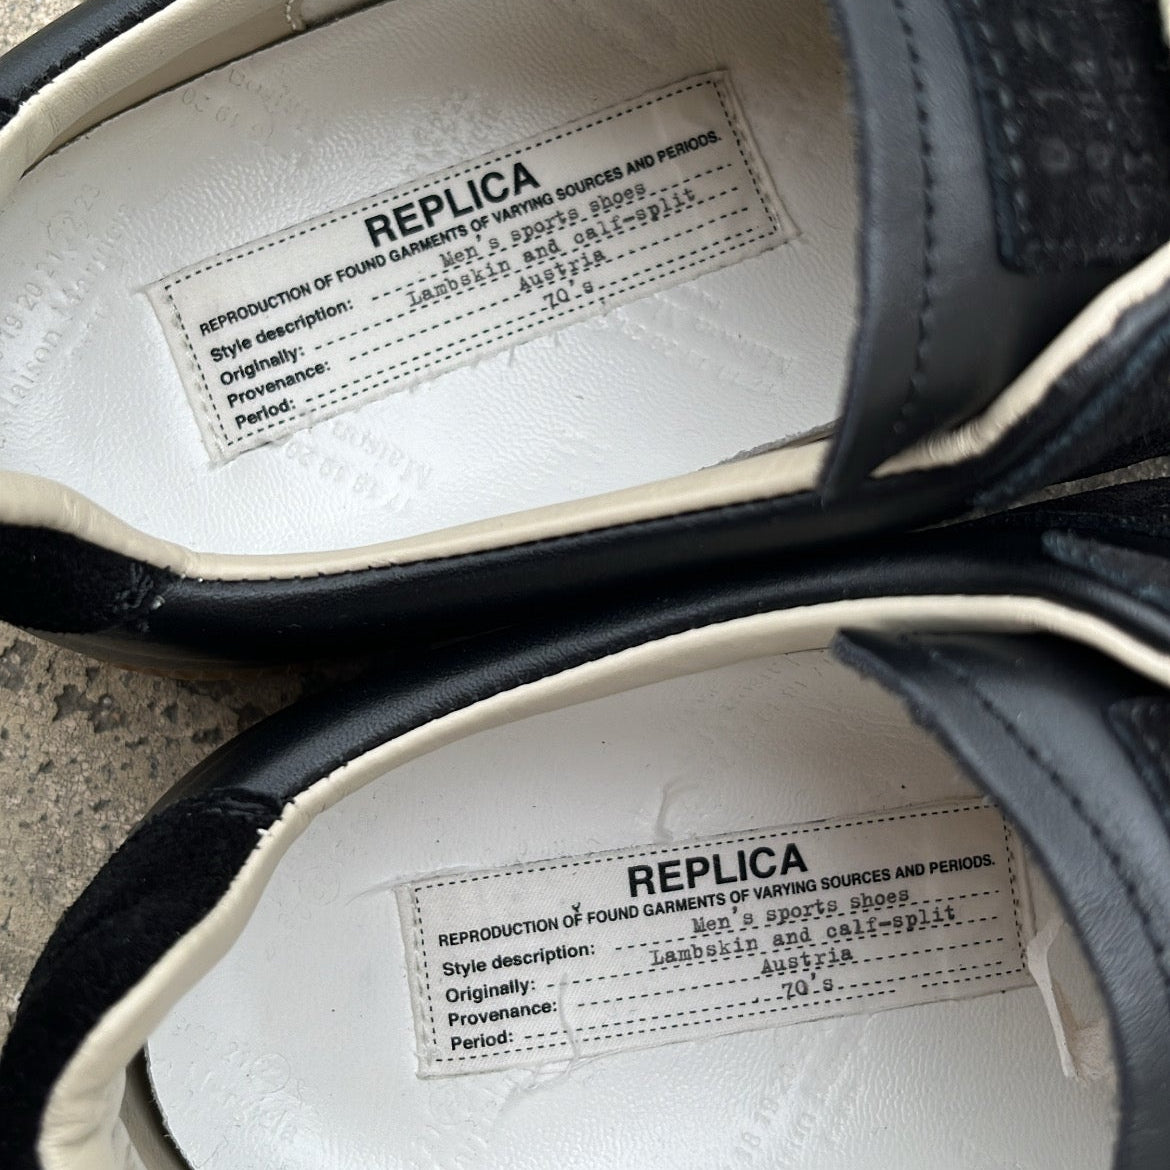 REPLICA
REPRODUCTION OF FOUND GARMENTS OF VARYING SOURCES AND PERIODS.
Style description: Men's sports shoes
Originally: Lambskin and calf-split
Provenance: Austria
Period: 70's
REPLICA
REPRODUCTION OF FOUND GARMENTS OF VARYING SOURCES AND PERIODS.
Style description: Men's sports shoes
Originally: Lambskin and calf-split
Provenance: Austria
Period: 70's